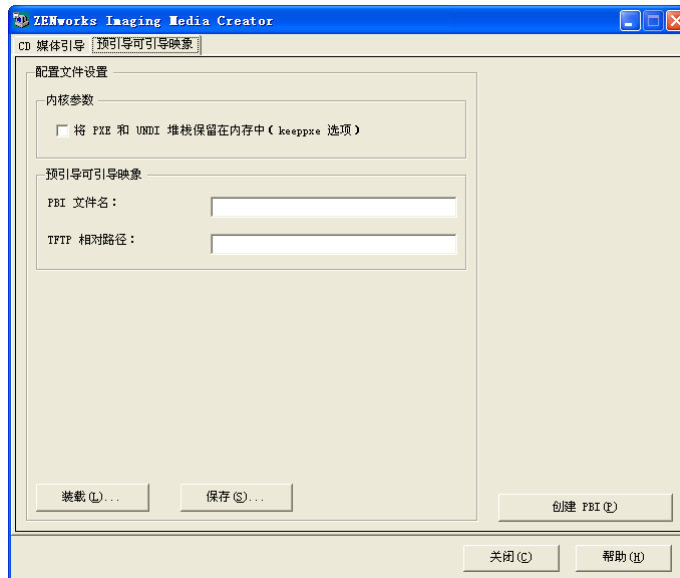 ZENworks Imaging Media Creator
CD 媒体引导 预引导可引导映象
配置文件设置
内核参数
将 PXE 和 UNDI 堆栈保留在内存中( keeppxe 选项)
预引导可引导映象
PBI 文件名:
TFTP 相对路径:
装载(L)... 保存(S)...
创建 PBI(P)
关闭(C) 帮助(H)